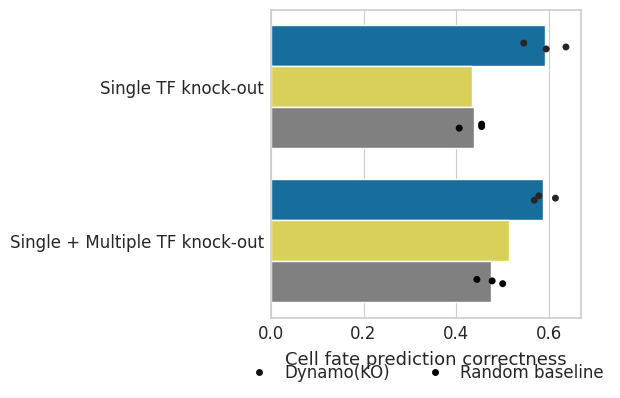 Single TF knock-out
Single + Multiple TF knock-out
0.0 0.2 0.4 0.6
Cell fate prediction correctness
Dynamo(KO) Random baseline